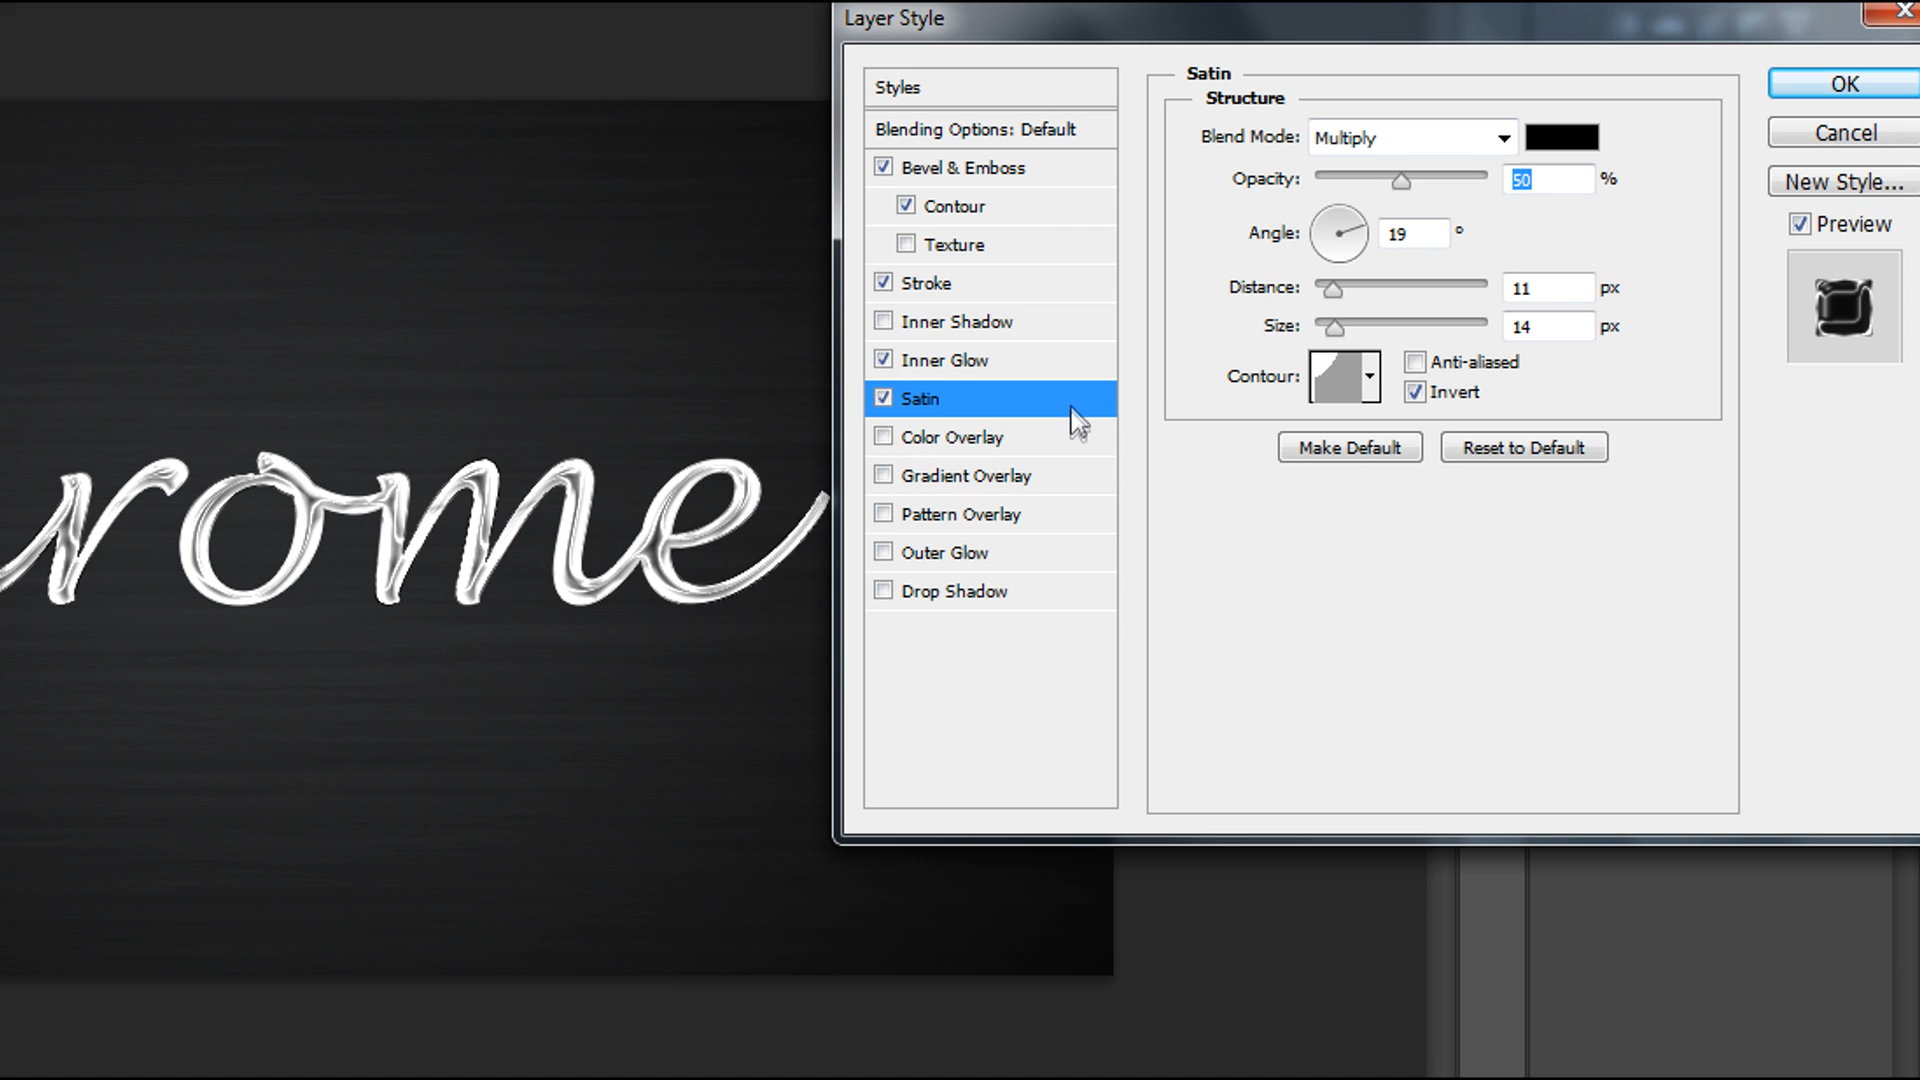 Layer Style
Styles
Blending Options: Default
Bevel & Emboss
Contour
Texture
Stroke
Inner Shadow
Inner Glow
Satin
Color Overlay
Gradient Overlay
Pattern Overlay
Outer Glow
Drop Shadow
Satin
Structure
Blend Mode: Multiply
Opacity: 50 %
Angle: 19 °
Distance: 11 px
Size: 14 px
Contour: Anti-aliased
Invert
Make Default Reset to Default
OK
Cancel
New Style...
Preview
rome